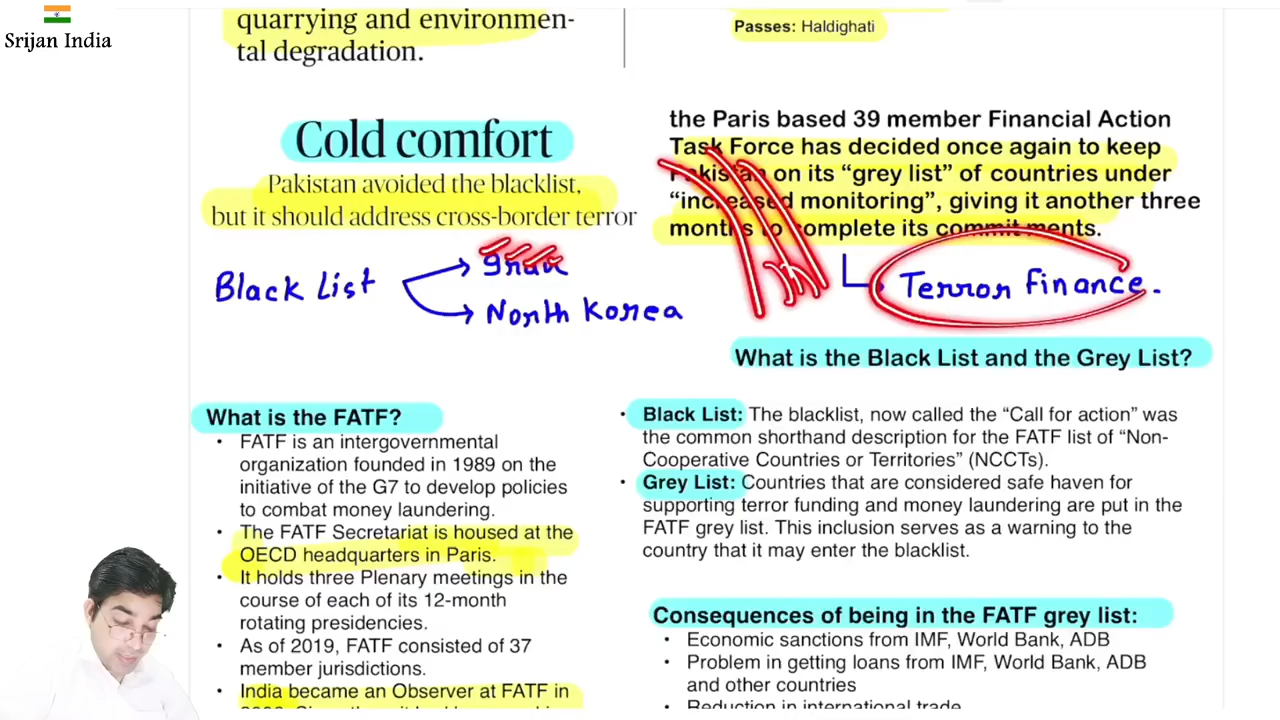 Srijan India
quarrying and environmen-
tal degradation.
Passes: Haldighati
Cold comfort
Pakistan avoided the blacklist,
but it should address cross-border terror
Black List
North Korea
the Paris based 39 member Financial Action
Task Force has decided once again to keep
Pakistan on its “grey list” of countries under
“increased monitoring”, giving it another three
months to complete its commitments.
Terror Finance.
What is the Black List and the Grey List?
What is the FATF?
• FATF is an intergovernmental
organization founded in 1989 on the
initiative of the G7 to develop policies
to combat money laundering.
• The FATF Secretariat is housed at the
OECD headquarters in Paris.
• It holds three Plenary meetings in the
course of each of its 12-month
rotating presidencies.
• As of 2019, FATF consisted of 37
member jurisdictions.
• India became an Observer at FATF in
• Black List: The blacklist, now called the “Call for action” was
the common shorthand description for the FATF list of “Non-
Cooperative Countries or Territories” (NCCTs).
• Grey List: Countries that are considered safe haven for
supporting terror funding and money laundering are put in the
FATF grey list. This inclusion serves as a warning to the
country that it may enter the blacklist.
Consequences of being in the FATF grey list:
• Economic sanctions from IMF, World Bank, ADB
• Problem in getting loans from IMF, World Bank, ADB
and other countries
• Reduction in international trade